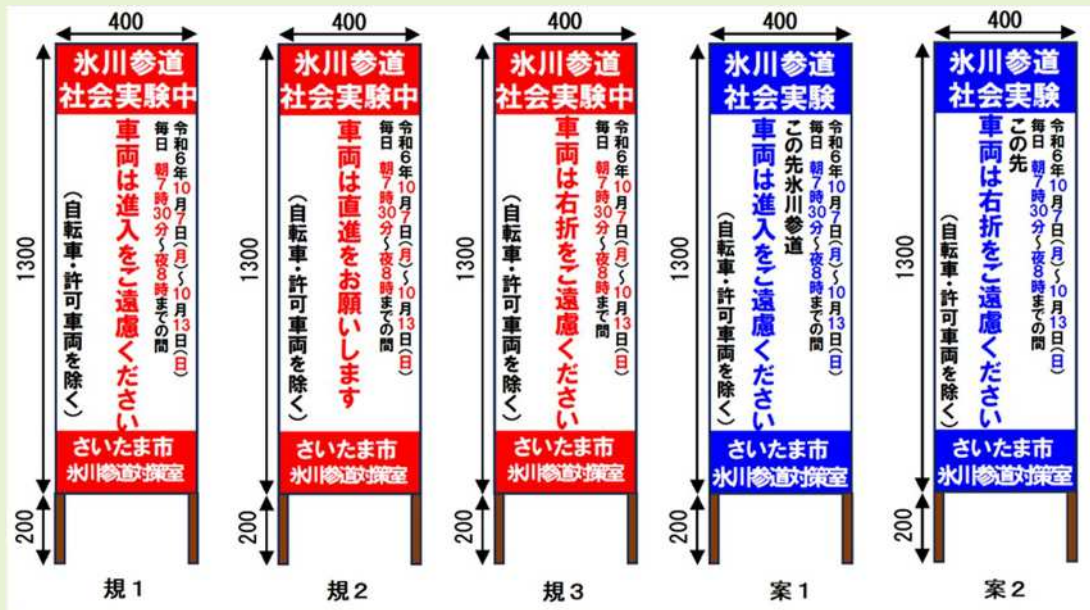 400
1300
200
氷川参道
社会実験中
令和6年10月7日(月)~10月13日(日)
毎日 朝7時30分~夜8時までの間
車両は進入をご遠慮ください
(自転車・許可車両を除く)
さいたま市
氷川参道対策室
規1
400
1300
200
氷川参道
社会実験中
令和6年10月7日(月)~10月13日(日)
毎日 朝7時30分~夜8時までの間
車両は直進をお願いします
(自転車・許可車両を除く)
さいたま市
氷川参道対策室
規2
400
1300
200
氷川参道
社会実験中
令和6年10月7日(月)~10月13日(日)
毎日 朝7時30分~夜8時まで間
車両は右折をご遠慮ください
(自転車・許可車両を除く)
さいたま市
氷川参道対策室
規3
400
1300
200
氷川参道
社会実験
令和6年10月7日(月)~10月13日(日)
毎日 朝7時30分~夜8時までの間
この先氷川参道
車両は進入をご遠慮ください
(自転車・許可車両を除く)
さいたま市
氷川参道対策室
案1
400
1300
200
氷川参道
社会実験
令和6年10月7日(月)~10月13日(日)
毎日 朝7時30分~夜8時までの間
この先
車両は右折をご遠慮ください
(自転車・許可車両を除く)
さいたま市
氷川参道対策室
案2